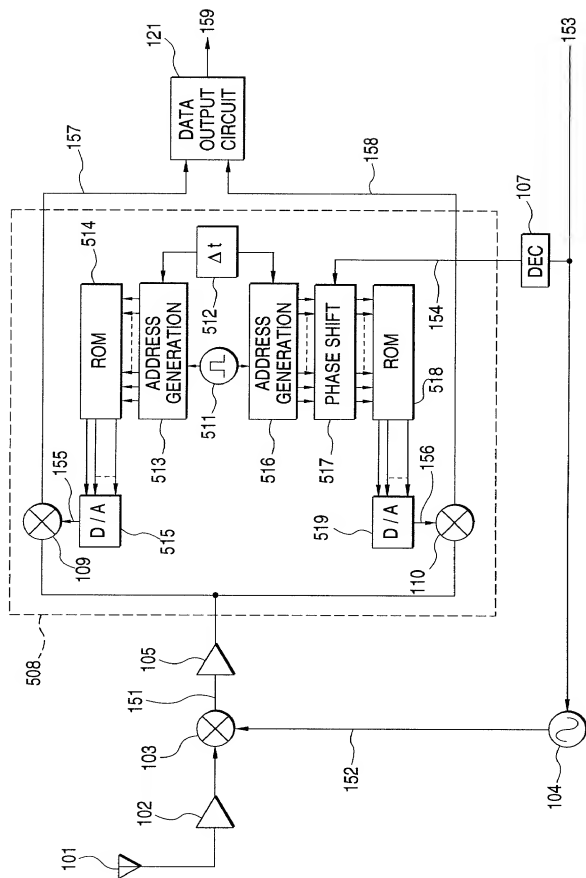 101
102
103
151
105
508
152
104
109
155
D / A
515
ROM
514
ADDRESS
GENERATION
513
511
Δt
512
ADDRESS
GENERATION
516
PHASE SHIFT
517
ROM
518
D / A
519
156
110
157
158
121
DATA
OUTPUT
CIRCUIT
159
154
DEC
107
153